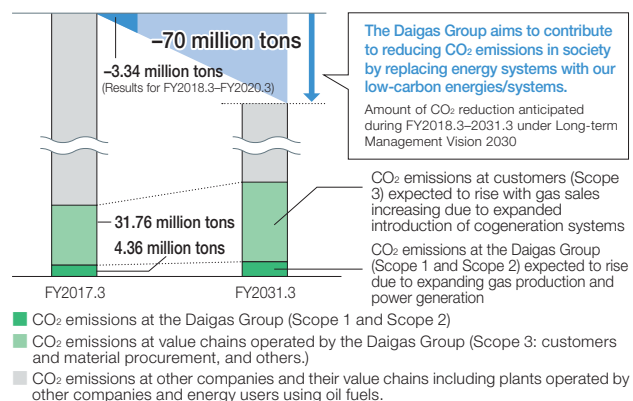 –70 million tons
–3.34 million tons
(Results for FY2018.3–FY2020.3)
The Daigas Group aims to contribute
to reducing CO₂ emissions in society
by replacing energy systems with our
low-carbon energies/systems.
Amount of CO₂ reduction anticipated
during FY2018.3–2031.3 under Long-term
Management Vision 2030
CO₂ emissions at customers (Scope
3) expected to rise with gas sales
increasing due to expanded
introduction of cogeneration systems
31.76 million tons
4.36 million tons
CO₂ emissions at the Daigas Group
(Scope 1 and Scope 2) expected to rise
due to expanding gas production and
power generation
FY2017.3
FY2031.3
CO₂ emissions at the Daigas Group (Scope 1 and Scope 2)
CO₂ emissions at value chains operated by the Daigas Group (Scope 3: customers
and material procurement, and others.)
CO₂ emissions at other companies and their value chains including plants operated by
other companies and energy users using oil fuels.